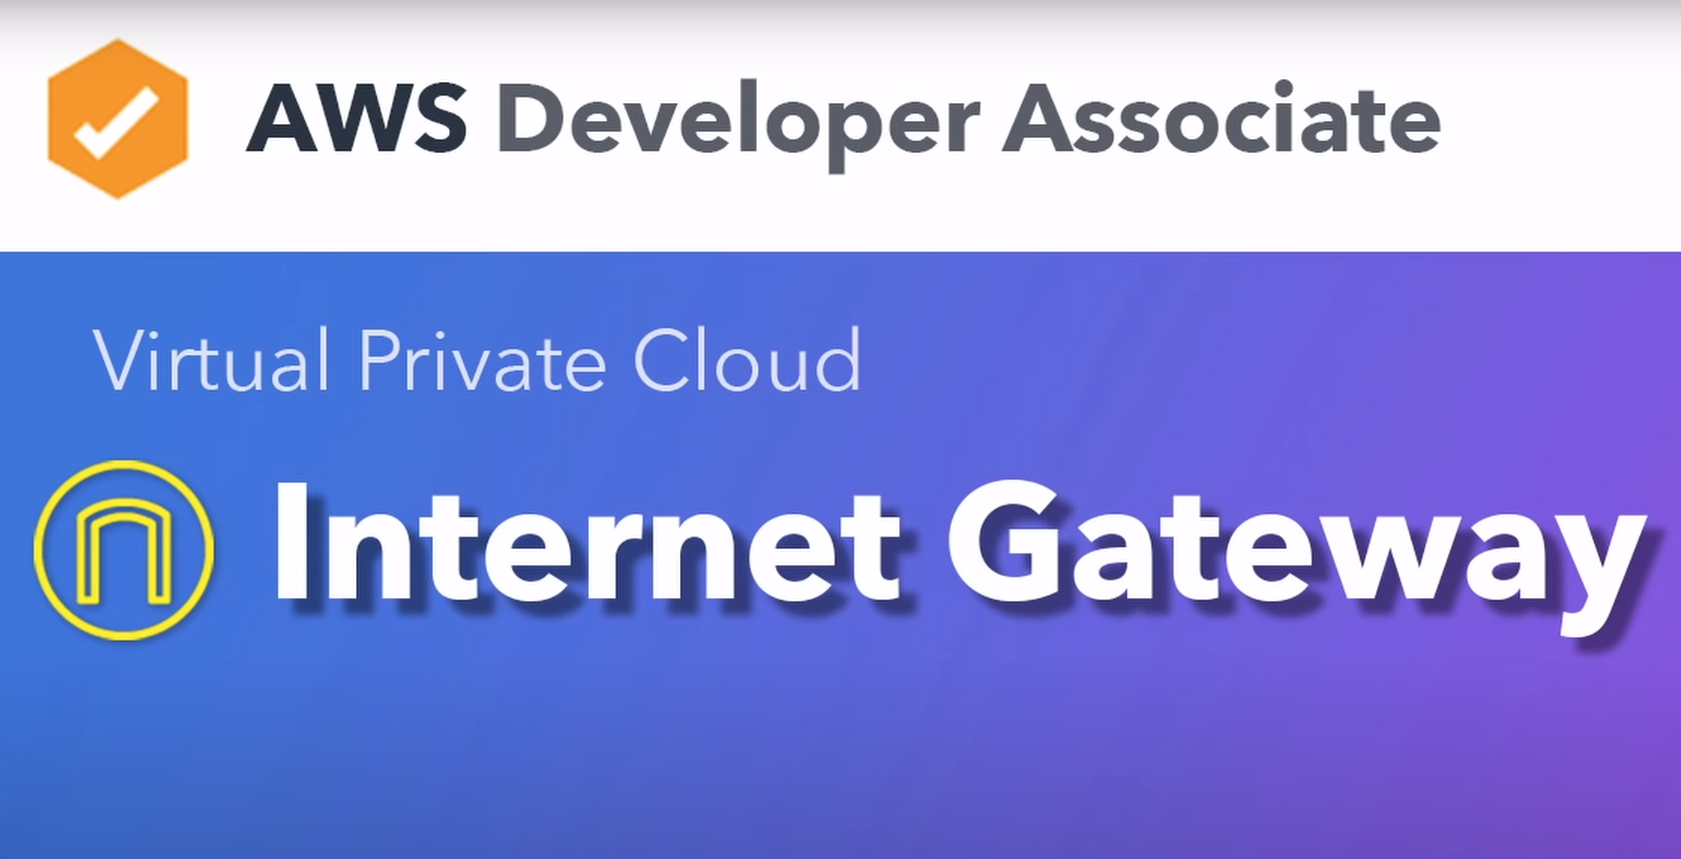 AWS Developer Associate
Virtual Private Cloud
Internet Gateway